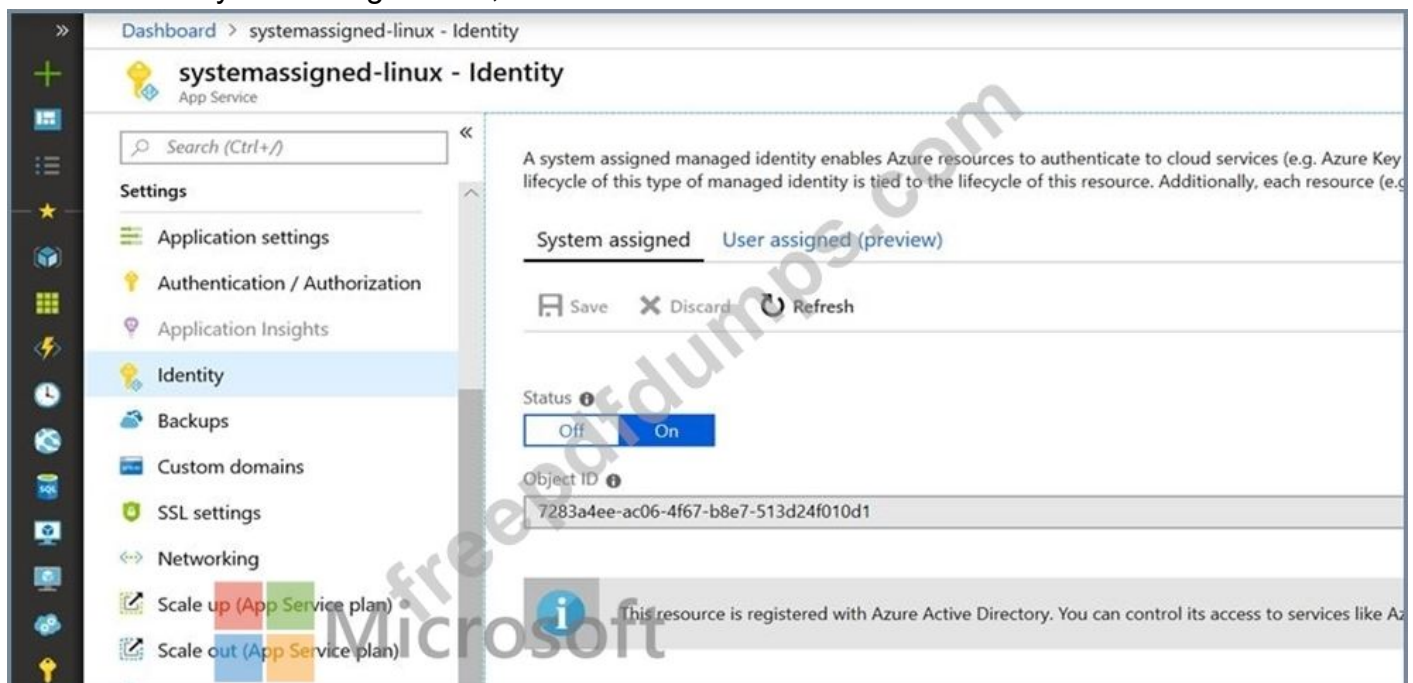 Dashboard > systemassigned-linux - Identity
systemassigned-linux - Identity
App Service
Search (Ctrl+/)
A system assigned managed identity enables Azure resources to authenticate to cloud services (e.g. Azure Key
lifecycle of this type of managed identity is tied to the lifecycle of this resource. Additionally, each resource (e.g
Settings
Application settings
Authentication / Authorization
Application Insights
Identity
Backups
Custom domains
SSL settings
Networking
Scale up (App Service plan)
Scale out (App Service plan)
System assigned User assigned (preview)
Save Discard Refresh
Status
Off On
Object ID
7283a4ee-ac06-4f67-b8e7-513d24f010d1
This resource is registered with Azure Active Directory. You can control its access to services like Az
freepdfdumps.com
Microsoft
SQL